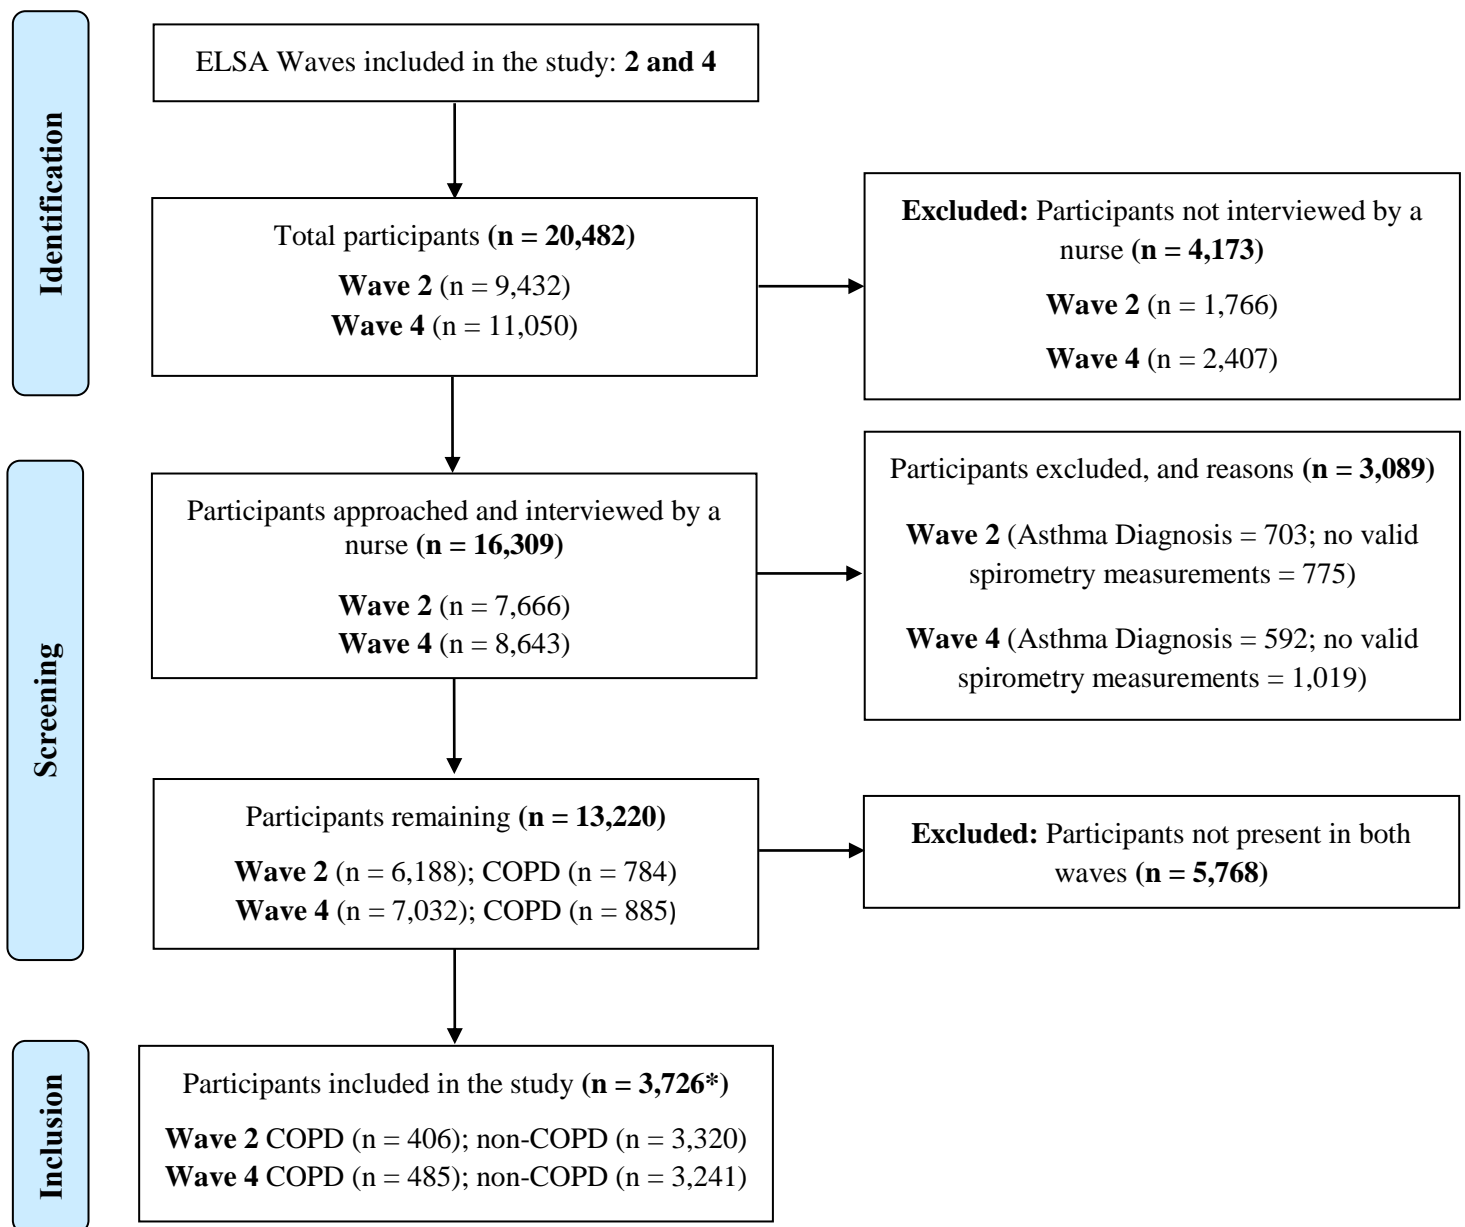 Identification
ELSA Waves included in the study: 2 and 4
Total participants (n = 20,482)
Wave 2 (n = 9,432)
Wave 4 (n = 11,050)
Excluded: Participants not interviewed by a
nurse (n = 4,173)
Wave 2 (n = 1,766)
Wave 4 (n = 2,407)
Screening
Participants approached and interviewed by a
nurse (n = 16,309)
Wave 2 (n = 7,666)
Wave 4 (n = 8,643)
Participants excluded, and reasons (n = 3,089)
Wave 2 (Asthma Diagnosis = 703; no valid
spirometry measurements = 775)
Wave 4 (Asthma Diagnosis = 592; no valid
spirometry measurements = 1,019)
Participants remaining (n = 13,220)
Wave 2 (n = 6,188); COPD (n = 784)
Wave 4 (n = 7,032); COPD (n = 885)
Excluded: Participants not present in both
waves (n = 5,768)
Inclusion
Participants included in the study (n = 3,726*)
Wave 2 COPD (n = 406); non-COPD (n = 3,320)
Wave 4 COPD (n = 485); non-COPD (n = 3,241)